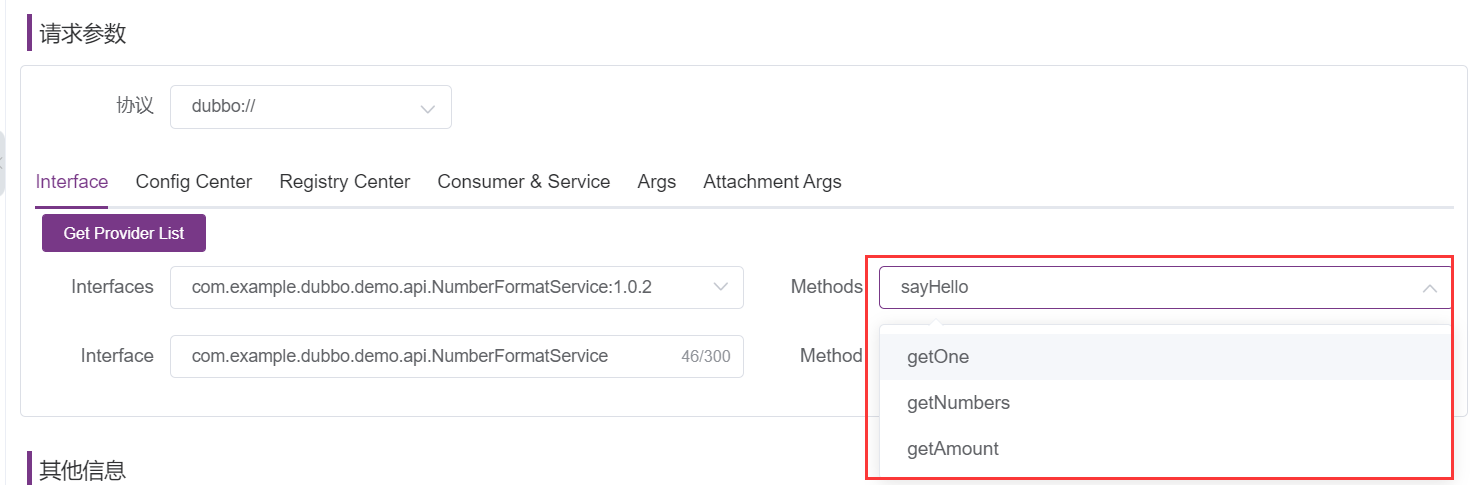 请求参数
协议 dubbo://
Interface Config Center Registry Center Consumer & Service Args Attachment Args
Get Provider List
Interfaces com.example.dubbo.demo.api.NumberFormatService:1.0.2 Methods sayHello
Interface com.example.dubbo.demo.api.NumberFormatService 46/300 Method getOne
getNumbers
getAmount
其他信息